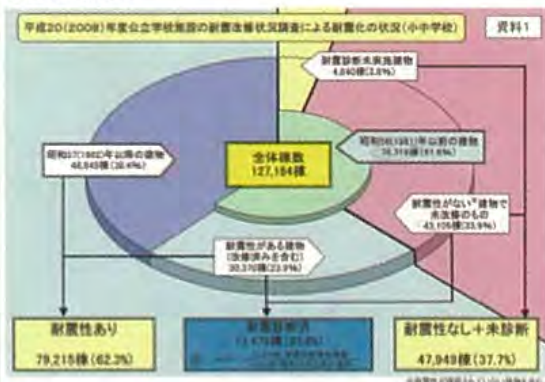 平成20(2008)年度公立学校施設の耐震改修状況調査による耐震化の状況(小中学校)
資料1
耐震診断未実施建物
4,840棟(3.8%)
昭和57(1982)年以降の建物
48,845棟(38.4%)
全体棟数
127,164棟
昭和56(1981)年以前の建物
78,319棟(61.6%)
耐震性がない*建物で
未改修のもの
43,109棟(33.9%)
耐震性がある建物
(改修済みを含む)
30,370棟(23.9%)
耐震性あり
79,215棟(62.3%)
耐震診断済
耐震性なし+未診断
47,949棟(37.7%)